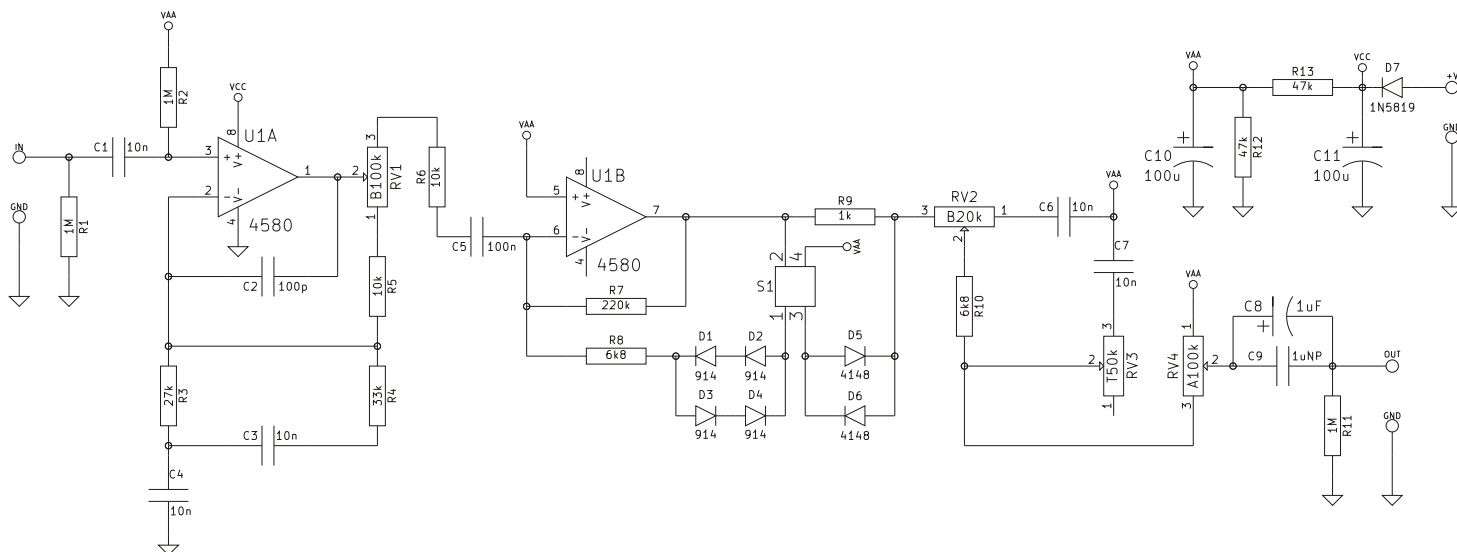 VAA
1M
R2
VCC
8
U1A
IN
C1
10n
3
+
V+
1
2
-
V-
4
4580
GND
1M
R1
C2
100p
27k
R3
C3
10n
C4
10n
3
2
B100k
RV1
1
10k
R5
33k
R4
R6
10k
C5
100n
VAA
8
U1B
5
+
V+
7
6
-
V-
4
4580
R7
220k
R8
6k8
D1
914
D2
914
D3
914
D4
914
R9
1k
VAA
2
4
S1
1
3
D5
4148
D6
4148
RV2
3
B20k
1
2
6k8
R10
C6
10n
VAA
C7
10n
3
2
T50k
RV3
1
VAA
1
RV4
A100k
2
3
C8
+
1uF
C9
1uNP
OUT
1M
R11
GND
VAA
R13
47k
VCC
D7
1N5819
+V
GND
+
C10
100u
47k
R12
+
C11
100u